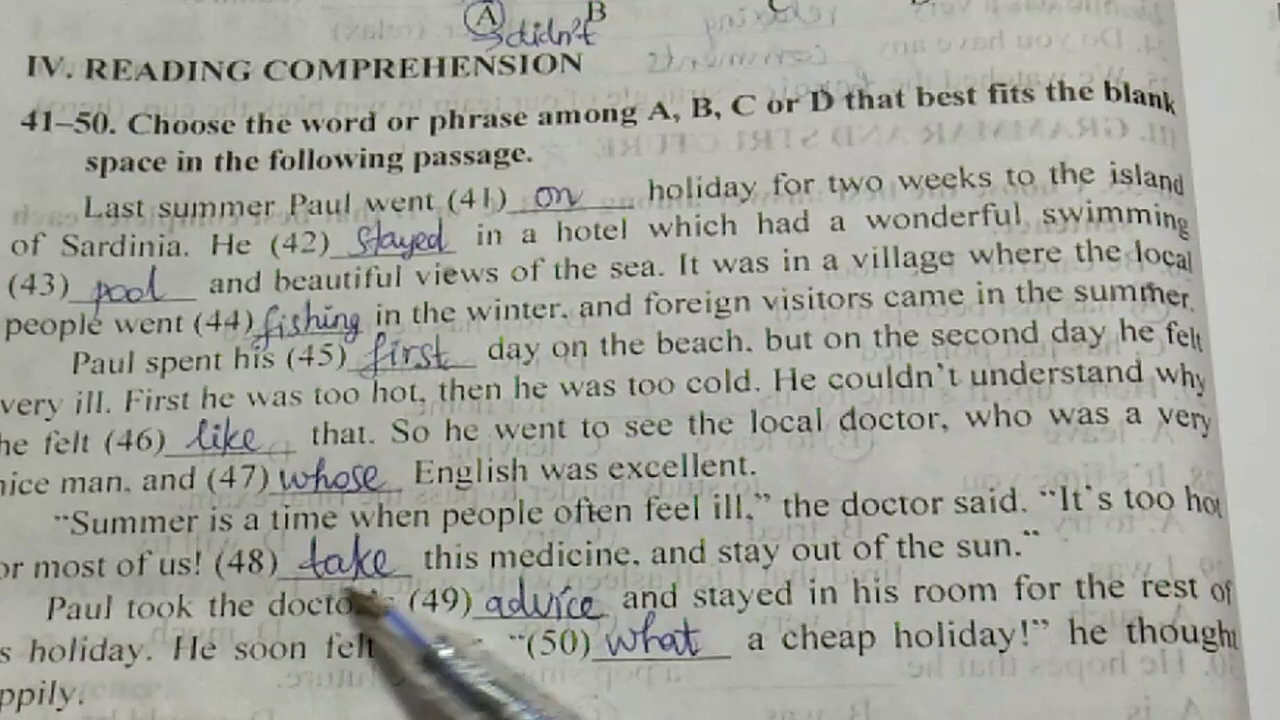 A B
didn't
IV. READING COMPREHENSION
41–50. Choose the word or phrase among A, B, C or D that best fits the blank
space in the following passage.
Last summer Paul went (41) on holiday for two weeks to the island
of Sardinia. He (42) stayed in a hotel which had a wonderful swimming
(43) pool and beautiful views of the sea. It was in a village where the local
people went (44) fishing in the winter, and foreign visitors came in the summer.
Paul spent his (45) first day on the beach, but on the second day he felt
very ill. First he was too hot, then he was too cold. He couldn't understand why
he felt (46) like that. So he went to see the local doctor, who was a very
nice man, and (47) whose English was excellent.
"Summer is a time when people often feel ill," the doctor said. "It's too hot
or most of us! (48) take this medicine, and stay out of the sun."
Paul took the (49) advice and stayed in his room for the rest of
s holiday. He soon felt "(50) what a cheap holiday!" he thought
ppily.